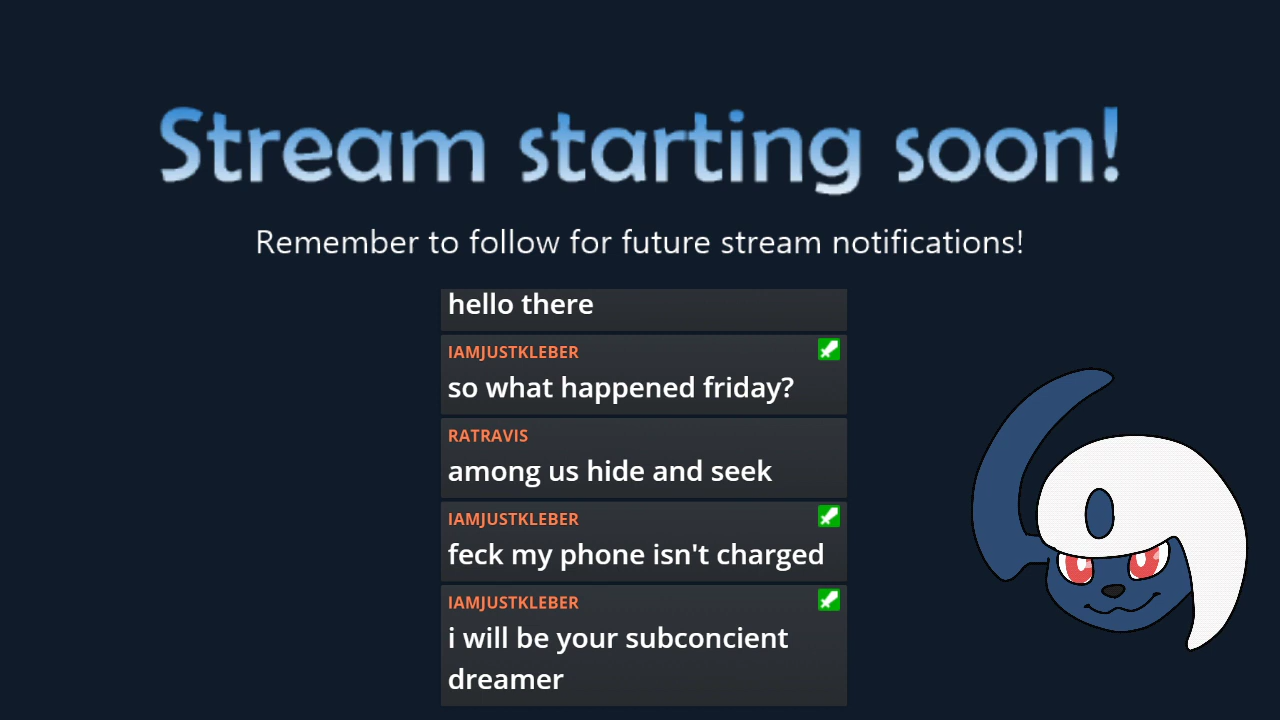 Stream starting soon!
Remember to follow for future stream notifications!
hello there
IAMJUSTKLEBER
so what happened friday?
RATRAVIS
among us hide and seek
IAMJUSTKLEBER
feck my phone isn't charged
IAMJUSTKLEBER
i will be your subconcient
dreamer